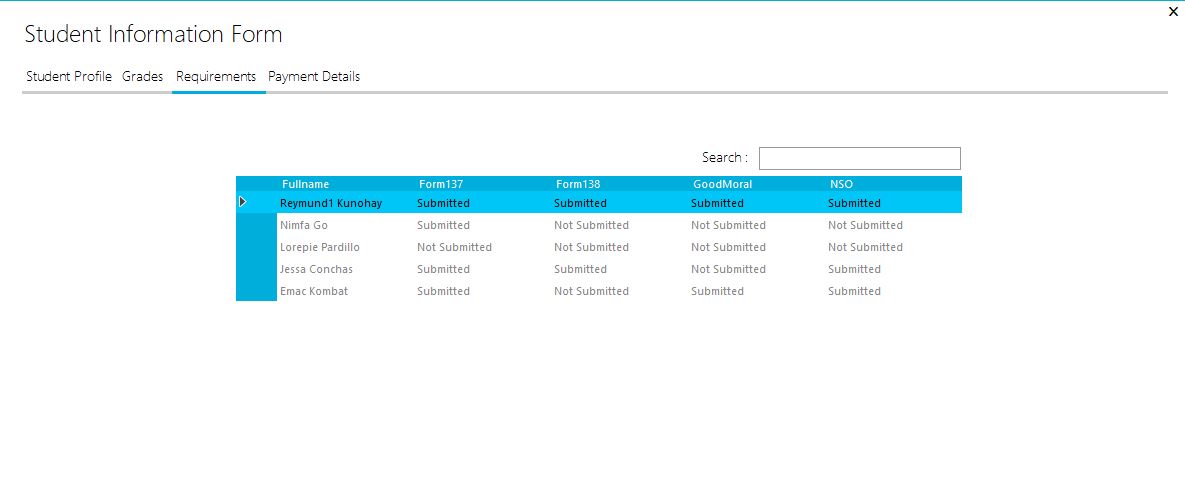 Student Information Form
Student Profile Grades Requirements Payment Details
Search :
Fullname Form137 Form138 GoodMoral NSO
Reymund1 Kunohay Submitted Submitted Submitted Submitted
Nimfa Go Submitted Not Submitted Not Submitted Not Submitted
Lorepie Pardillo Not Submitted Not Submitted Not Submitted Not Submitted
Jessa Conchas Submitted Submitted Not Submitted Submitted
Emac Kombat Submitted Not Submitted Submitted Submitted